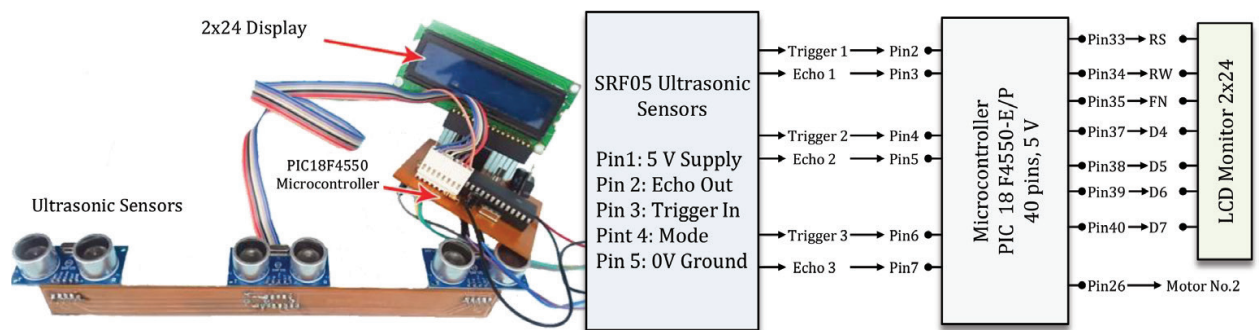 2x24 Display
PIC18F4550
Microcontroller
Ultrasonic Sensors
SRF05 Ultrasonic
Sensors
Pin1: 5 V Supply
Pin 2: Echo Out
Pin 3: Trigger In
Pint 4: Mode
Pin 5: 0V Ground
Trigger 1 Pin2
Echo 1 Pin3
Trigger 2 Pin4
Echo 2 Pin5
Trigger 3 Pin6
Echo 3 Pin7
Microcontroller
PIC 18 F4550-E/P
40 pins, 5 V
Pin33 RS
Pin34 RW
Pin35 FN
Pin37 D4
Pin38 D5
Pin39 D6
Pin40 D7
Pin26 Motor No.2
LCD Monitor 2x24